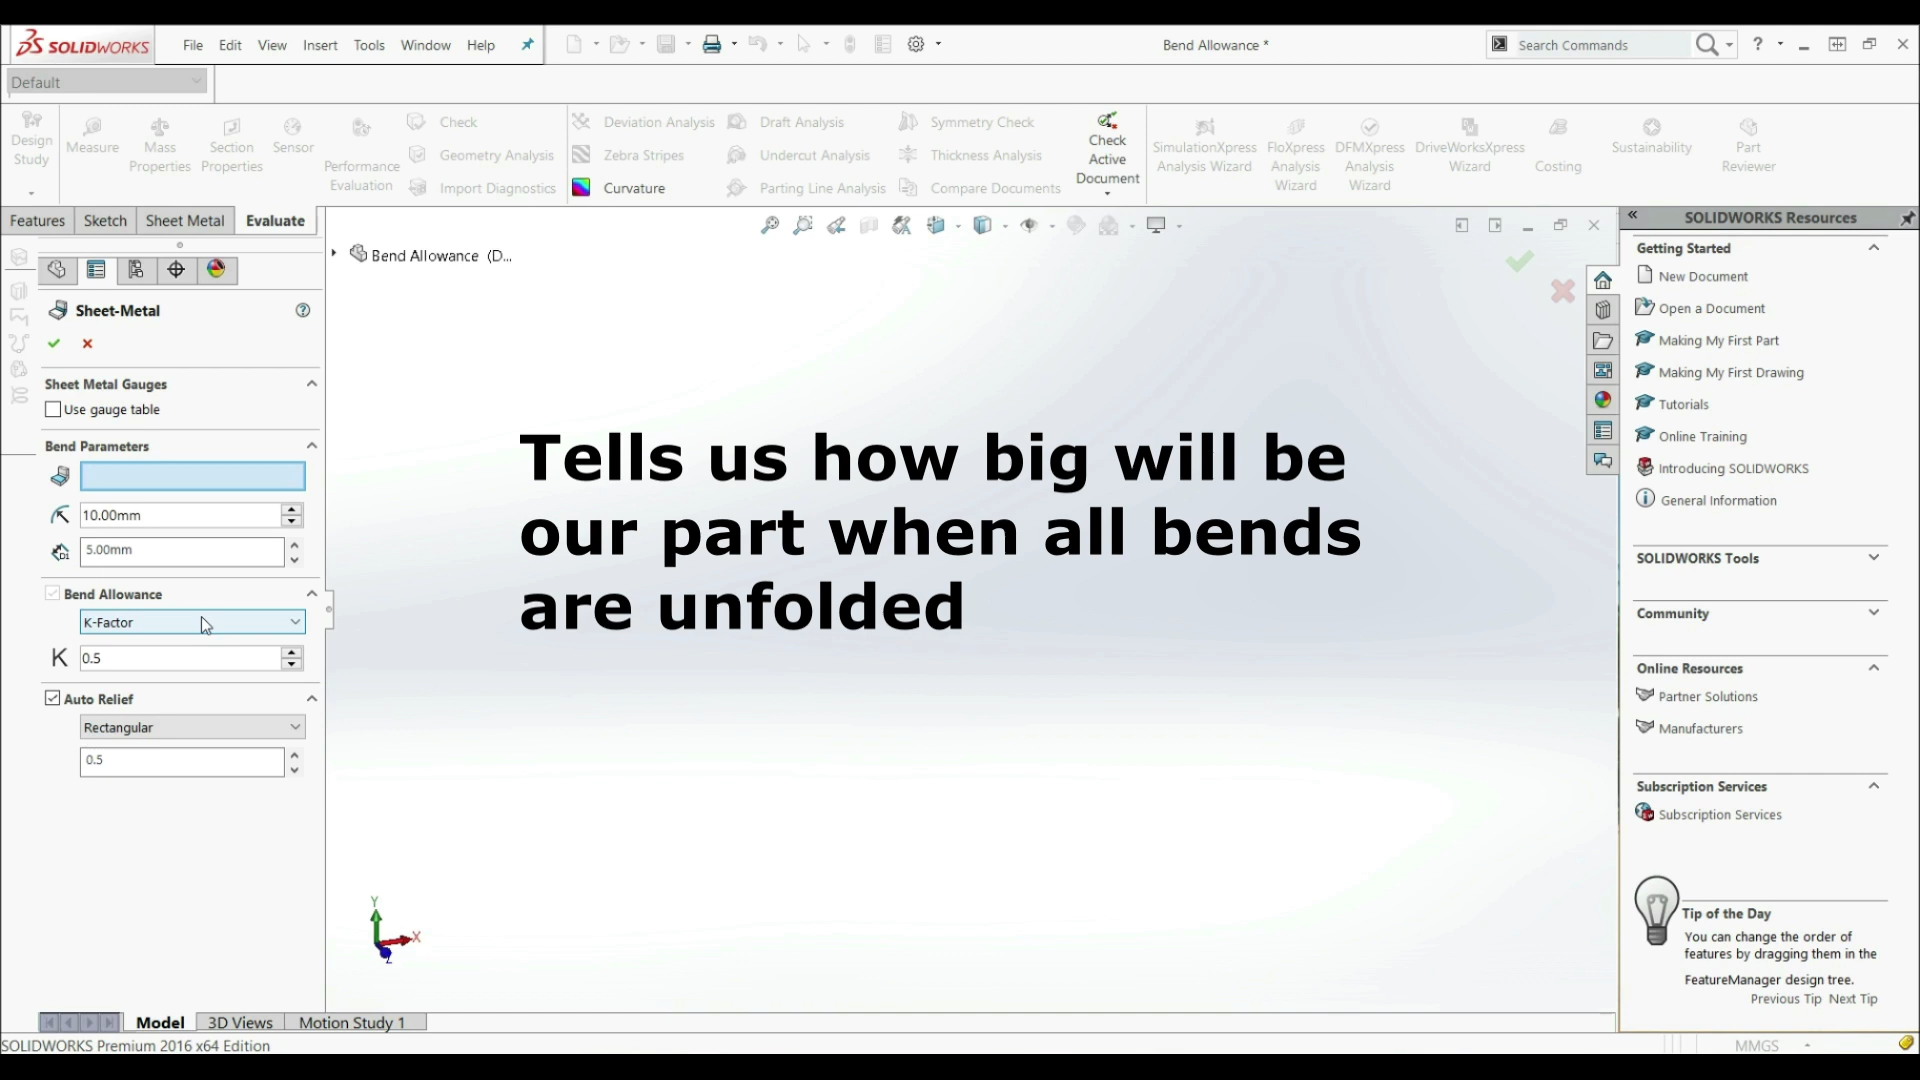 SOLIDWORKS File Edit View Insert Tools Window Help Bend Allowance * Search Commands ?
Default
Design Study
Measure
Mass Properties
Section Properties
Sensor
Performance Evaluation
Check
Geometry Analysis
Import Diagnostics
Deviation Analysis
Zebra Stripes
Curvature
Draft Analysis
Undercut Analysis
Parting Line Analysis
Symmetry Check
Thickness Analysis
Compare Documents
Check Active Document
SimulationXpress Analysis Wizard
FloXpress Analysis Wizard
DFMXpress Analysis Wizard
DriveWorksXpress Wizard
Costing
Sustainability
Part Reviewer
Features Sketch Sheet Metal Evaluate
Bend Allowance (D...
Sheet-Metal
Sheet Metal Gauges
Use gauge table
Bend Parameters
10.00mm
5.00mm
Bend Allowance
K-Factor
K 0.5
Auto Relief
Rectangular
0.5
Tells us how big will be
our part when all bends
are unfolded
Y
X
Z
SOLIDWORKS Resources
Getting Started
New Document
Open a Document
Making My First Part
Making My First Drawing
Tutorials
Online Training
Introducing SOLIDWORKS
General Information
SOLIDWORKS Tools
Community
Online Resources
Partner Solutions
Manufacturers
Subscription Services
Subscription Services
Tip of the Day
You can change the order of
features by dragging them in the
FeatureManager design tree.
Previous Tip Next Tip
Model 3D Views Motion Study 1
SOLIDWORKS Premium 2016 x64 Edition
MMGS